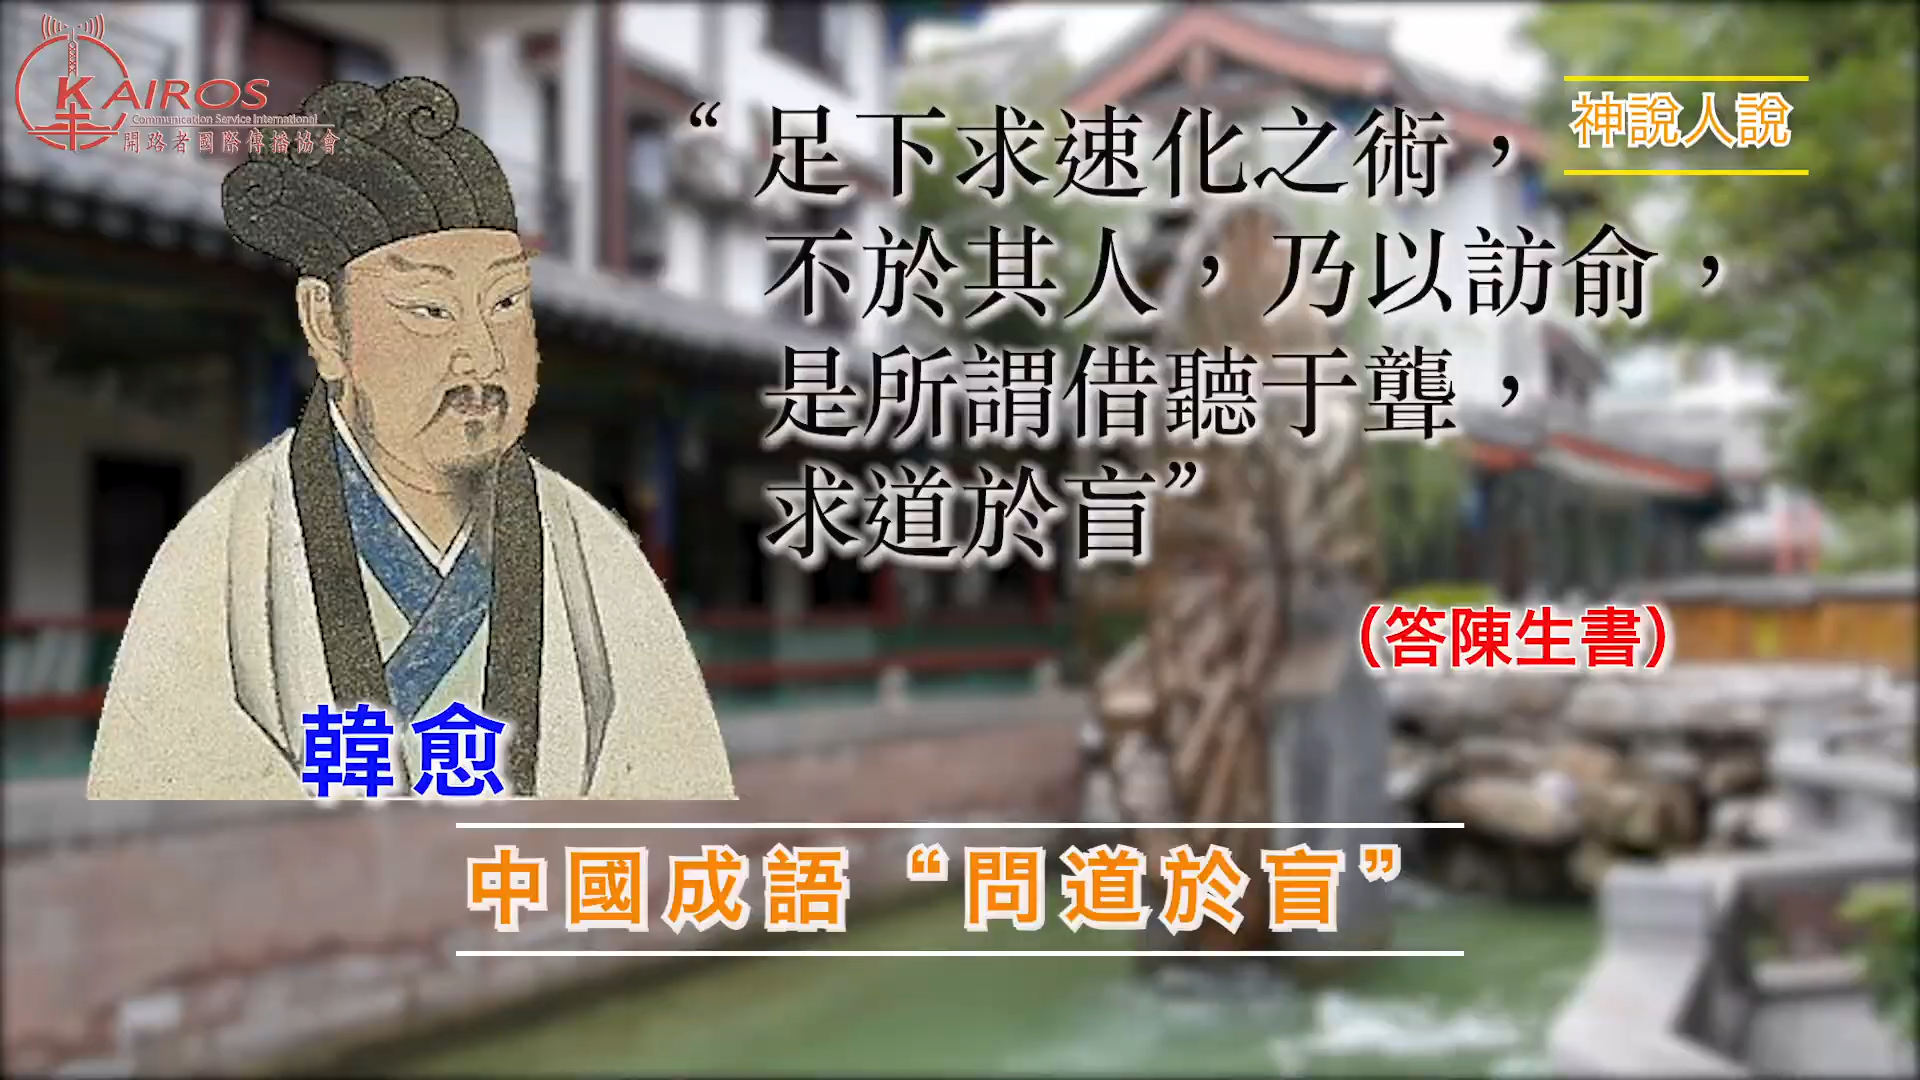 KAIROS
Communication Service International
開路者國際傳播協會
神說人說
“足下求速化之術，
不於其人，乃以訪俞，
是所謂借聽于聾，
求道於盲”
（答陳生書）
韓愈
中國成語“問道於盲”